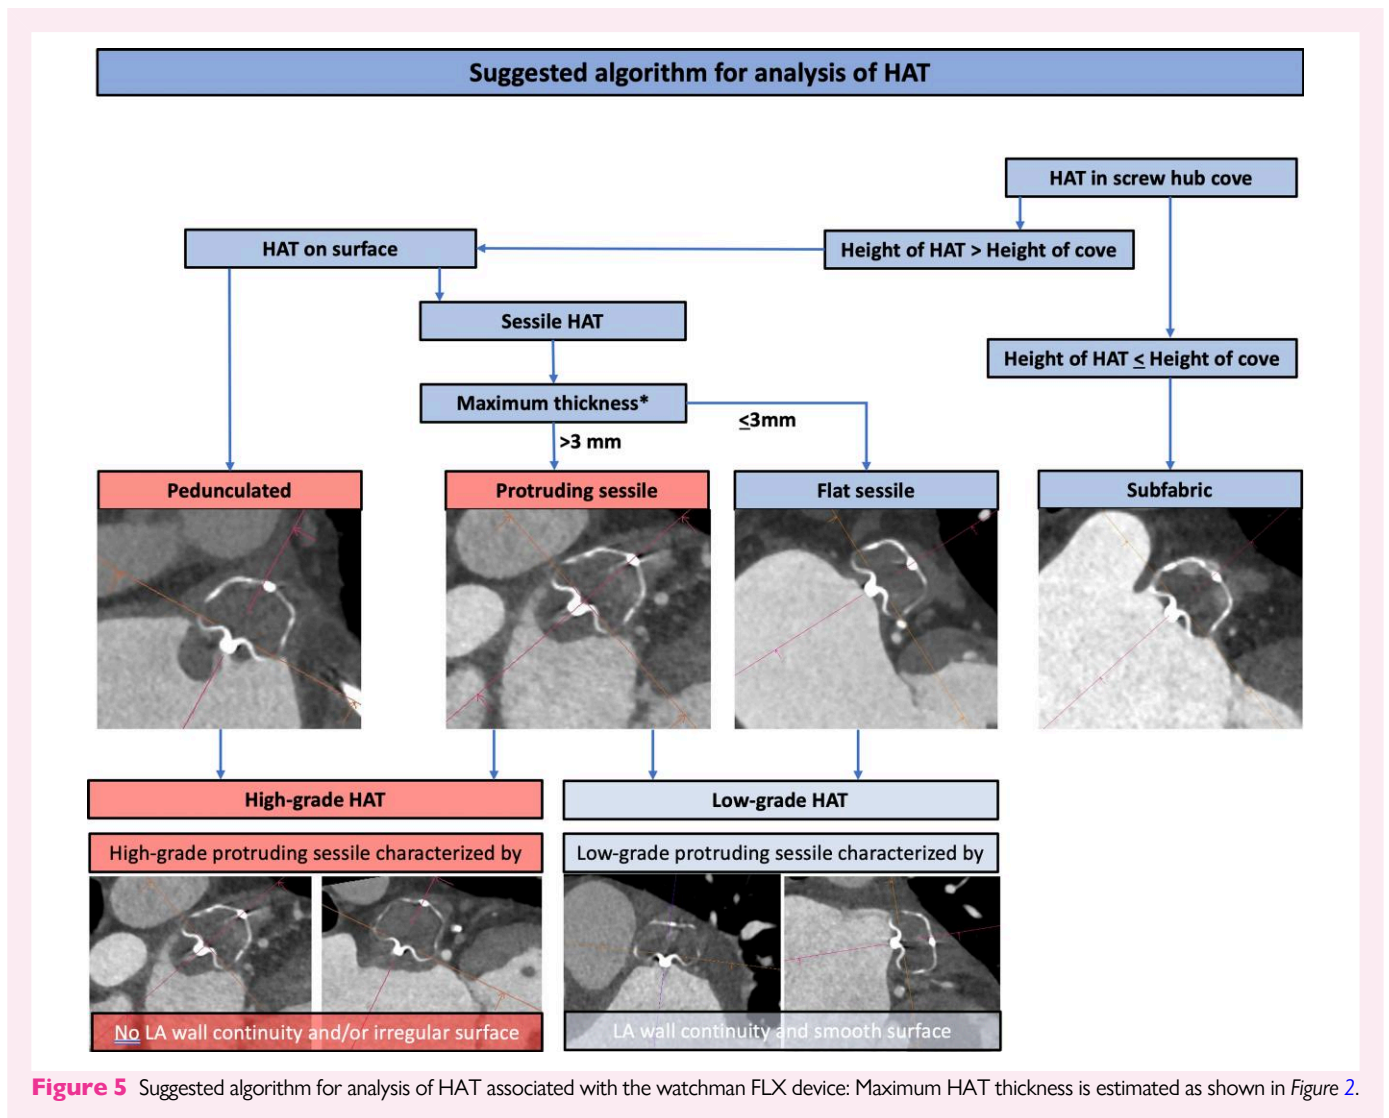 Suggested algorithm for analysis of HAT
HAT in screw hub cove
HAT on surface
Height of HAT > Height of cove
Sessile HAT
Height of HAT ≤ Height of cove
Maximum thickness*
≤3mm
>3 mm
Pedunculated
Protruding sessile
Flat sessile
Subfabric
High-grade HAT
Low-grade HAT
High-grade protruding sessile characterized by
Low-grade protruding sessile characterized by
No LA wall continuity and/or irregular surface
LA wall continuity and smooth surface
Figure 5 Suggested algorithm for analysis of HAT associated with the watchman FLX device: Maximum HAT thickness is estimated as shown in Figure 2.